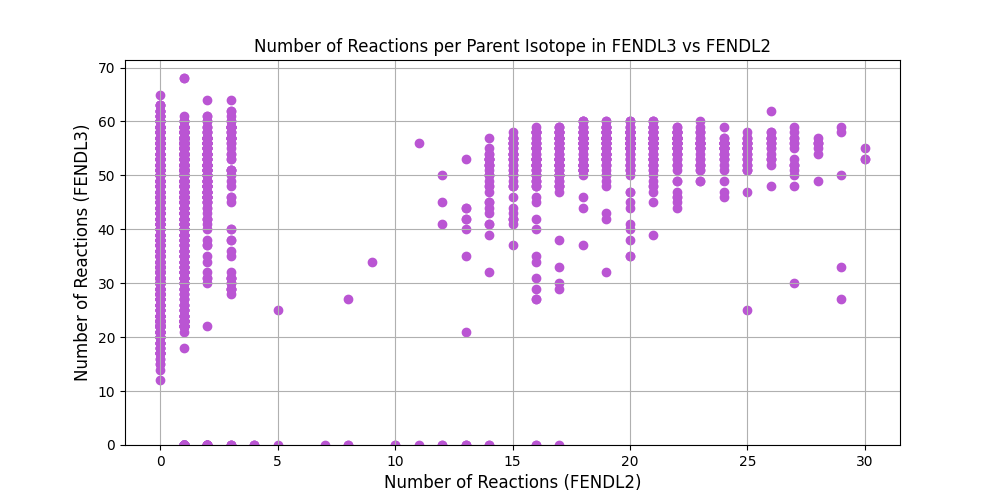 Number of Reactions per Parent Isotope in FENDL3 vs FENDL2
Number of Reactions (FENDL3)
70
60
50
40
30
20
10
0
0 5 10 15 20 25 30
Number of Reactions (FENDL2)